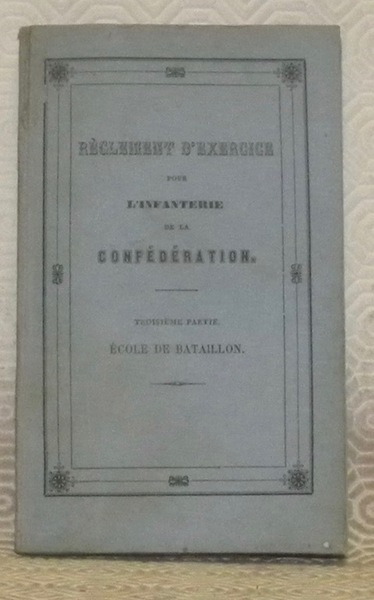 RÈGLEMENT D'EXERCICE
POUR
L'INFANTERIE
DE LA
CONFÉDÉRATION.
TROISIÈME PARTIE.
ÉCOLE DE BATAILLON.